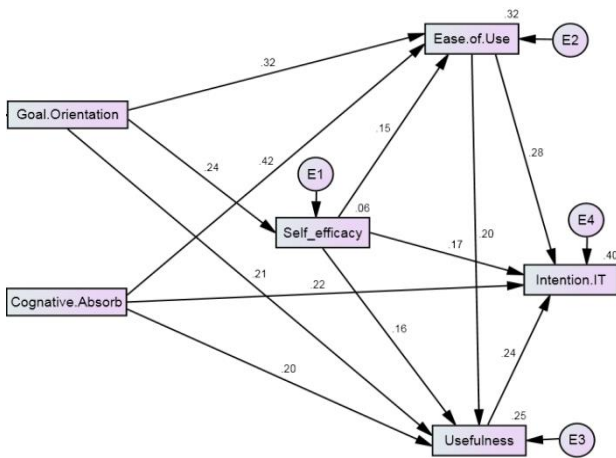 .32
Ease.of.Use
E2
.32
Goal.Orientation
.15
.24
.42
E1
.28
.06
Self_efficacy
E4
.17
.20
.40
Intention.IT
.21
.22
Cognative.Absorb
.16
.24
.20
.25
Usefulness
E3